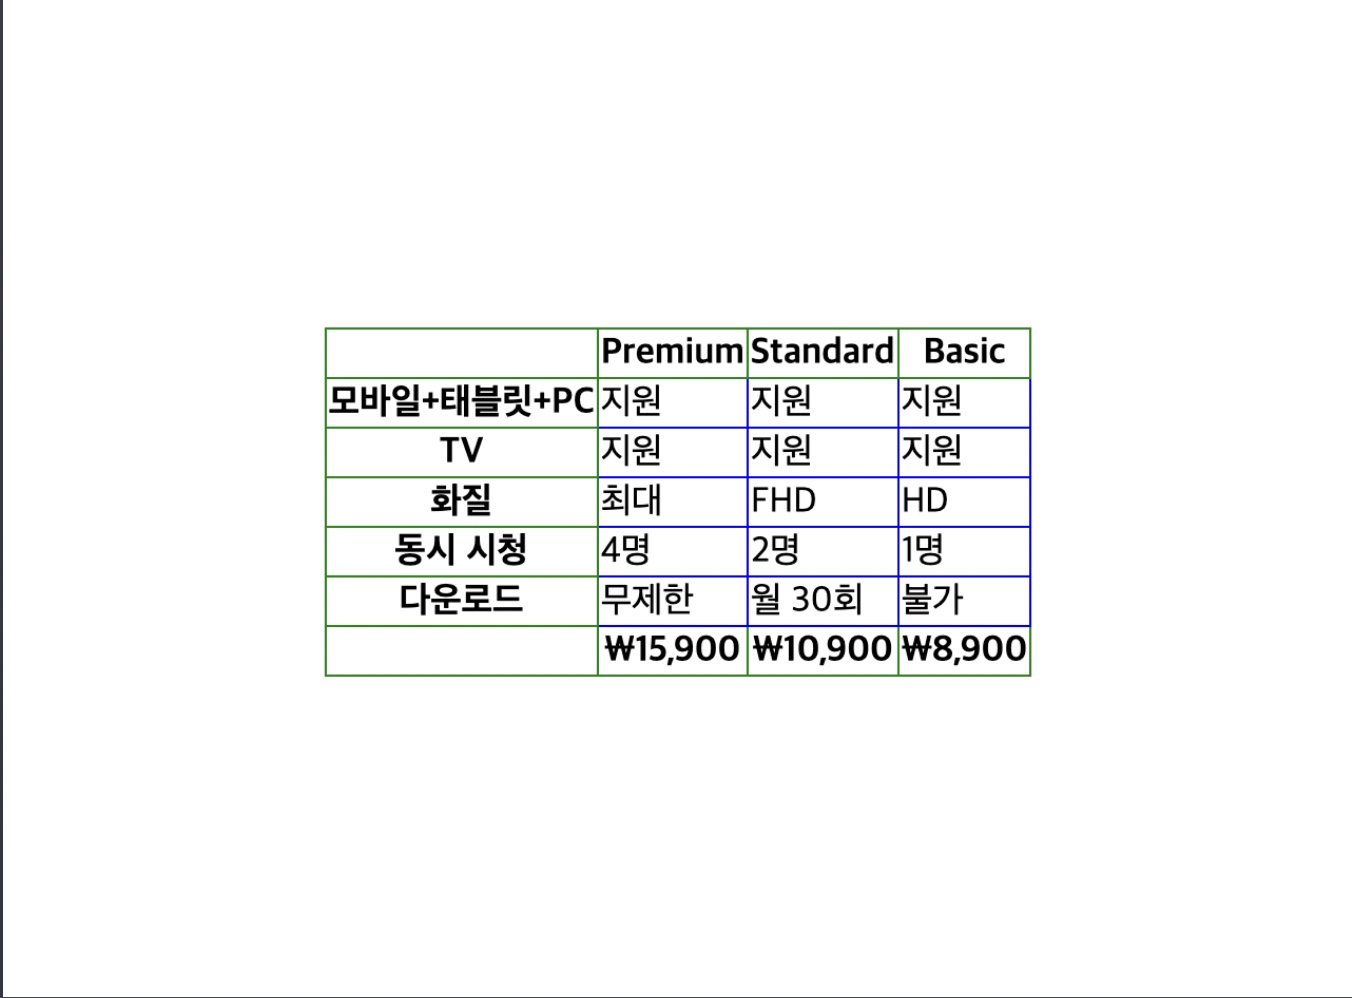 Premium Standard Basic
모바일+태블릿+PC 지원 지원 지원
TV 지원 지원 지원
화질 최대 FHD HD
동시 시청 4명 2명 1명
다운로드 무제한 월 30회 불가
₩15,900 ₩10,900 ₩8,900